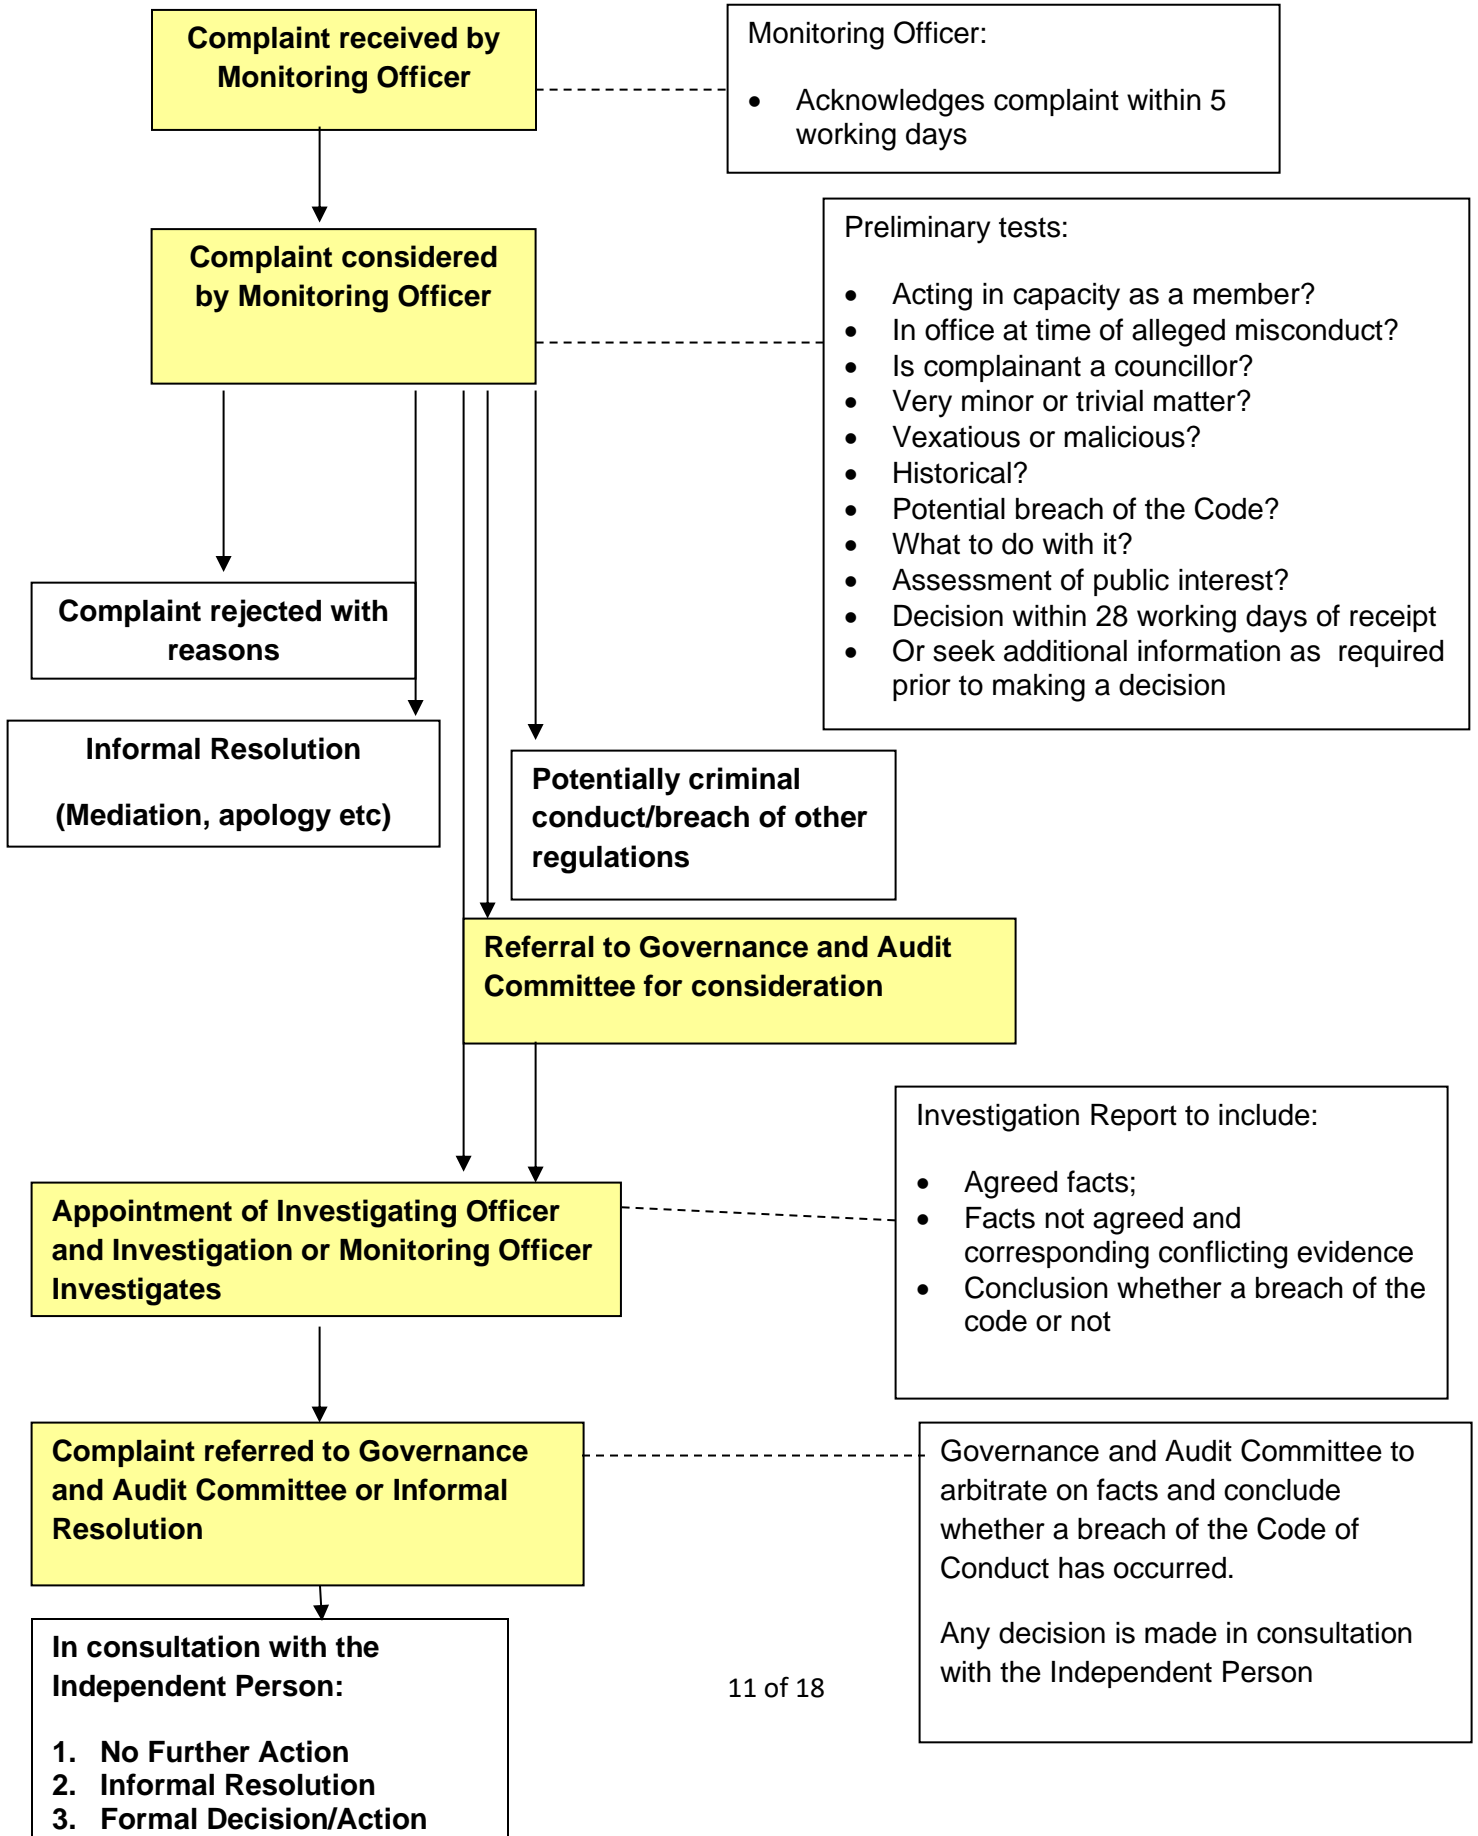 Complaint received by
Monitoring Officer
Monitoring Officer:
• Acknowledges complaint within 5
working days
Complaint considered
by Monitoring Officer
Preliminary tests:
• Acting in capacity as a member?
• In office at time of alleged misconduct?
• Is complainant a councillor?
• Very minor or trivial matter?
• Vexatious or malicious?
• Historical?
• Potential breach of the Code?
• What to do with it?
• Assessment of public interest?
• Decision within 28 working days of receipt
• Or seek additional information as required
prior to making a decision
Complaint rejected with
reasons
Informal Resolution
(Mediation, apology etc)
Potentially criminal
conduct/breach of other
regulations
Referral to Governance and Audit
Committee for consideration
Appointment of Investigating Officer
and Investigation or Monitoring Officer
Investigates
Investigation Report to include:
• Agreed facts;
• Facts not agreed and
corresponding conflicting evidence
• Conclusion whether a breach of the
code or not
Complaint referred to Governance
and Audit Committee or Informal
Resolution
Governance and Audit Committee to
arbitrate on facts and conclude
whether a breach of the Code of
Conduct has occurred.
Any decision is made in consultation
with the Independent Person
In consultation with the
Independent Person:
1. No Further Action
2. Informal Resolution
3. Formal Decision/Action
11 of 18